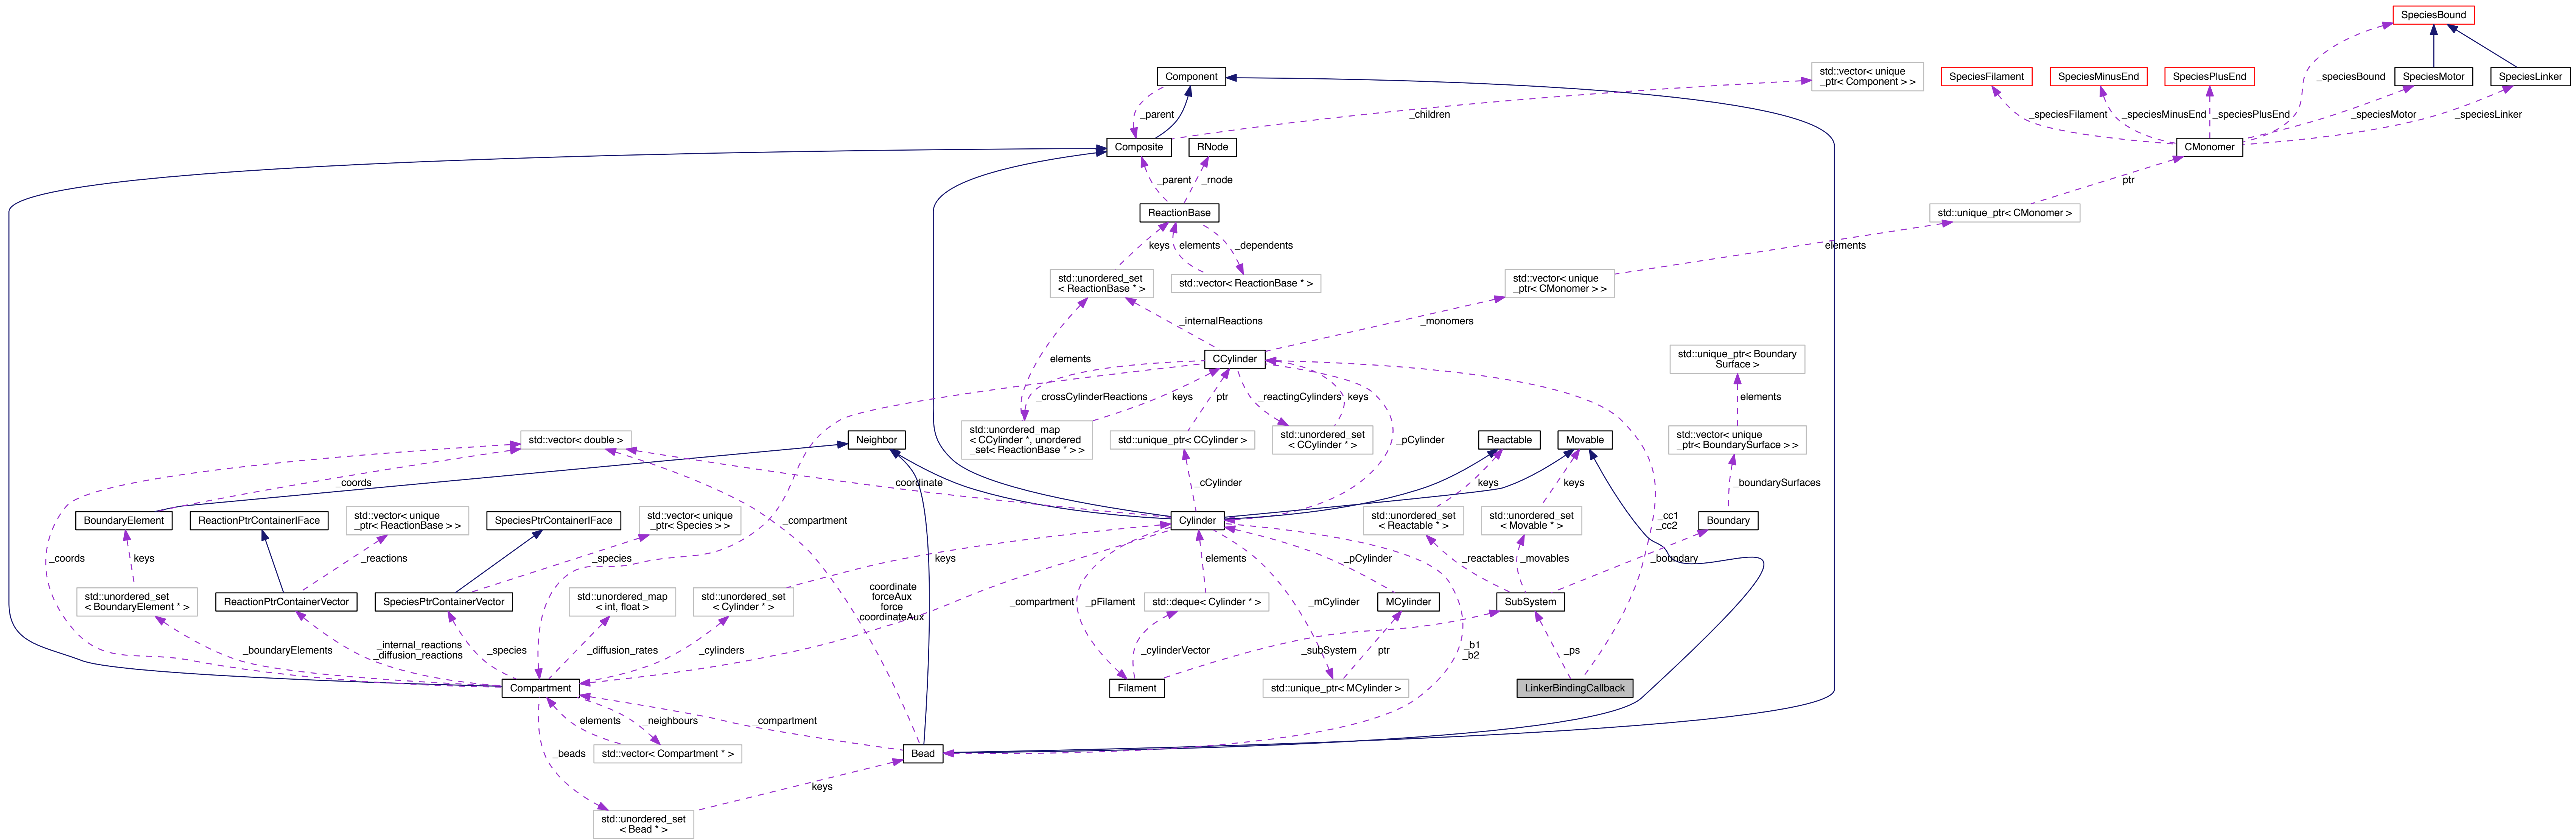 SpeciesBound
Component
std::vector< unique
_ptr< Component > >
SpeciesFilament
SpeciesMinusEnd
SpeciesPlusEnd
_speciesBound
SpeciesMotor
SpeciesLinker
_parent
_children
_speciesFilament
_speciesMinusEnd
_speciesPlusEnd
_speciesMotor
_speciesLinker
Composite
RNode
CMonomer
_parent
_rnode
ptr
ReactionBase
std::unique_ptr< CMonomer >
keys
elements
_dependents
elements
std::unordered_set
< ReactionBase * >
std::vector< ReactionBase * >
std::vector< unique
_ptr< CMonomer > >
_internalReactions
_monomers
elements
CCylinder
std::unique_ptr< Boundary
Surface >
_crossCylinderReactions
keys
ptr
_reactingCylinders
keys
elements
std::vector< double >
Neighbor
std::unordered_map
< CCylinder *, unordered
_set< ReactionBase * > >
std::unique_ptr< CCylinder >
std::unordered_set
< CCylinder * >
_pCylinder
Reactable
Movable
std::vector< unique
_ptr< BoundarySurface > >
_coords
coordinate
_cCylinder
keys
keys
_boundarySurfaces
BoundaryElement
ReactionPtrContainerIFace
std::vector< unique
_ptr< ReactionBase > >
SpeciesPtrContainerIFace
std::vector< unique
_ptr< Species > >
_compartment
Cylinder
std::unordered_set
< Reactable * >
std::unordered_set
< Movable * >
_cc1
_cc2
Boundary
_coords
keys
_reactions
_species
keys
elements
_pCylinder
_reactables
_movables
_boundary
std::unordered_set
< BoundaryElement * >
ReactionPtrContainerVector
SpeciesPtrContainerVector
std::unordered_map
< int, float >
std::unordered_set
< Cylinder * >
coordinate
forceAux
force
coordinateAux
_compartment
_pFilament
std::deque< Cylinder * >
_mCylinder
MCylinder
SubSystem
_boundaryElements
_internal_reactions
_diffusion_reactions
_species
_diffusion_rates
_cylinders
_cylinderVector
_subSystem
ptr
_b1
_b2
_ps
Compartment
Filament
std::unique_ptr< MCylinder >
LinkerBindingCallback
elements
_neighbours
_compartment
_beads
std::vector< Compartment * >
Bead
keys
std::unordered_set
< Bead * >